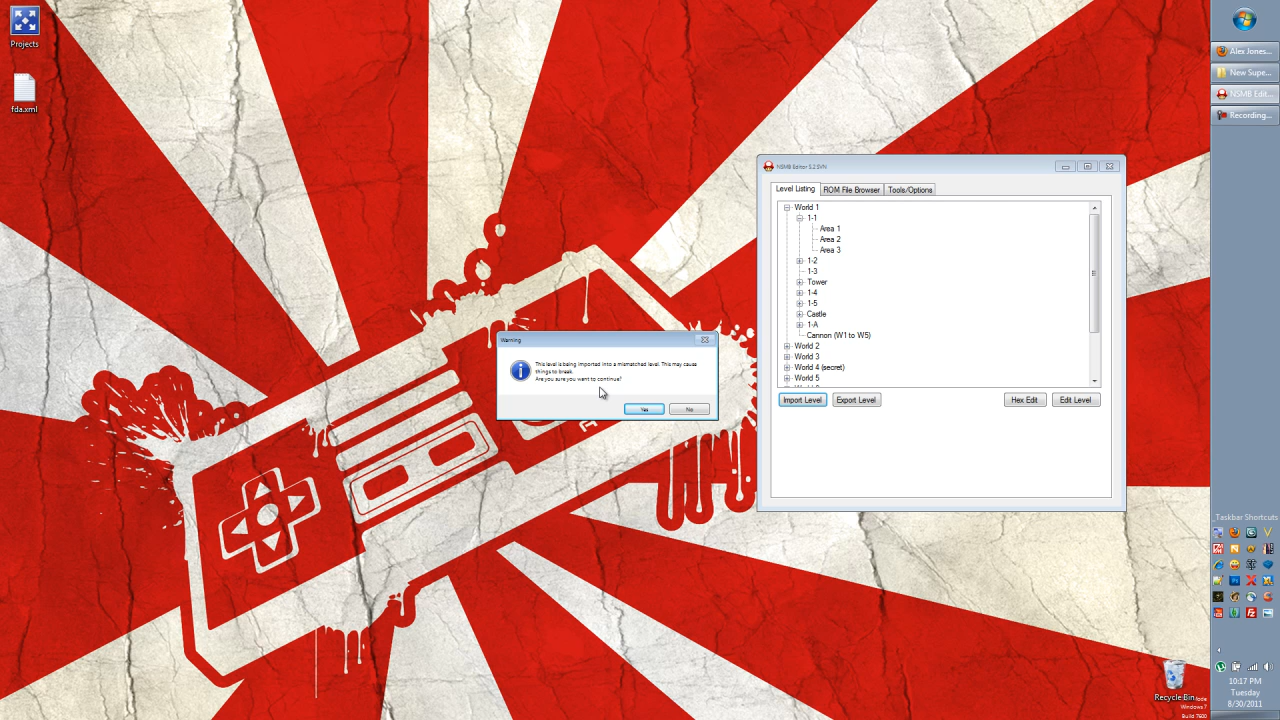 Projects
fda.xml
Warning
This level is being imported into a mismatched level. This may cause
things to break.
Are you sure you want to continue?
Yes
No
NSMB Editor 5.2 SVN
Level Listing
ROM File Browser
Tools/Options
World 1
1-1
Area 1
Area 2
Area 3
1-2
1-3
Tower
1-4
1-5
Castle
1-A
Cannon (W1 to W5)
World 2
World 3
World 4 (secret)
World 5
Import Level
Export Level
Hex Edit
Edit Level
Alex Jones...
New Supe...
NSMB Edit...
Recording...
_Taskbar Shortcuts
10:17 PM
Tuesday
8/30/2011
Recycle Bin
Windows 7
Build 7600